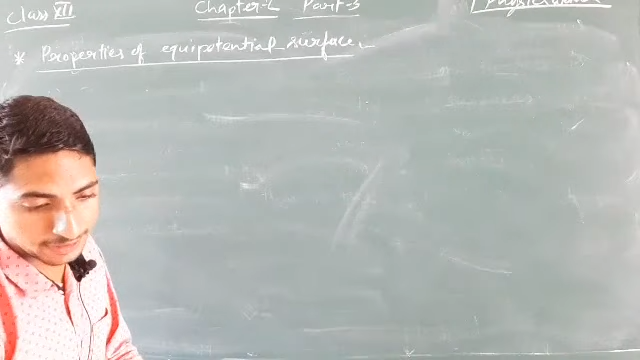 Class XII Chapter-2 Part-3
* Properties of equipotential surface